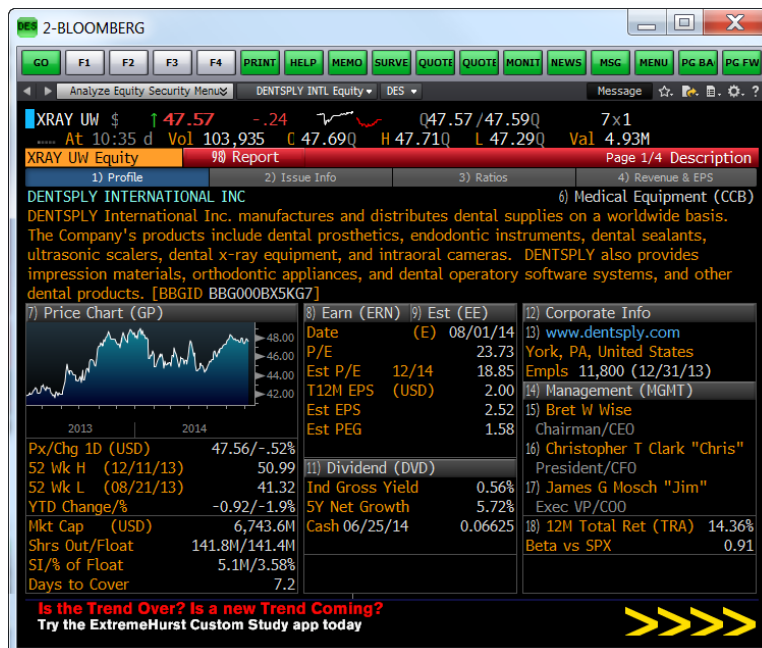 DES 2-BLOOMBERG
GO F1 F2 F3 F4 PRINT HELP MEMO SURVE QUOTE QUOTE MONIT NEWS MSG MENU PG BA PG FW
Analyze Equity Security Menu DENTSPLY INTL Equity DES Message ?
XRAY UW $ ↑47.57 -.24 Q47.57/47.59Q 7x1
At 10:35 d Vol 103,935 O 47.69Q H 47.71Q L 47.29Q Val 4.93M
XRAY UW Equity 98) Report Page 1/4 Description
1) Profile 2) Issue Info 3) Ratios 4) Revenue & EPS
DENTSPLY INTERNATIONAL INC 6) Medical Equipment (CCB)
DENTSPLY International Inc. manufactures and distributes dental supplies on a worldwide basis.
The Company's products include dental prosthetics, endodontic instruments, dental sealants,
ultrasonic scalers, dental x-ray equipment, and intraoral cameras. DENTSPLY also provides
impression materials, orthodontic appliances, and dental operatory software systems, and other
dental products. [BBGID BBG000BX5KG7]
7) Price Chart (GP)
48.00
46.00
44.00
42.00
2013 2014
Px/Chg 1D (USD) 47.56/-.52%
52 Wk H (12/11/13) 50.99
52 Wk L (08/21/13) 41.32
YTD Change/% -0.92/-1.9%
Mkt Cap (USD) 6,743.6M
Shrs Out/Float 141.8M/141.4M
SI/% of Float 5.1M/3.58%
Days to Cover 7.2
8) Earn (ERN) 9) Est (EE)
Date (E) 08/01/14
P/E 23.73
Est P/E 12/14 18.85
T12M EPS (USD) 2.00
Est EPS 2.52
Est PEG 1.58
11) Dividend (DVD)
Ind Gross Yield 0.56%
5Y Net Growth 5.72%
Cash 06/25/14 0.06625
12) Corporate Info
13) www.dentsply.com
York, PA, United States
Empls 11,800 (12/31/13)
14) Management (MGMT)
15) Bret W Wise
Chairman/CEO
16) Christopher T Clark "Chris"
President/CFO
17) James G Mosch "Jim"
Exec VP/COO
18) 12M Total Ret (TRA) 14.36%
Beta vs SPX 0.91
Is the Trend Over? Is a new Trend Coming?
Try the ExtremeHurst Custom Study app today